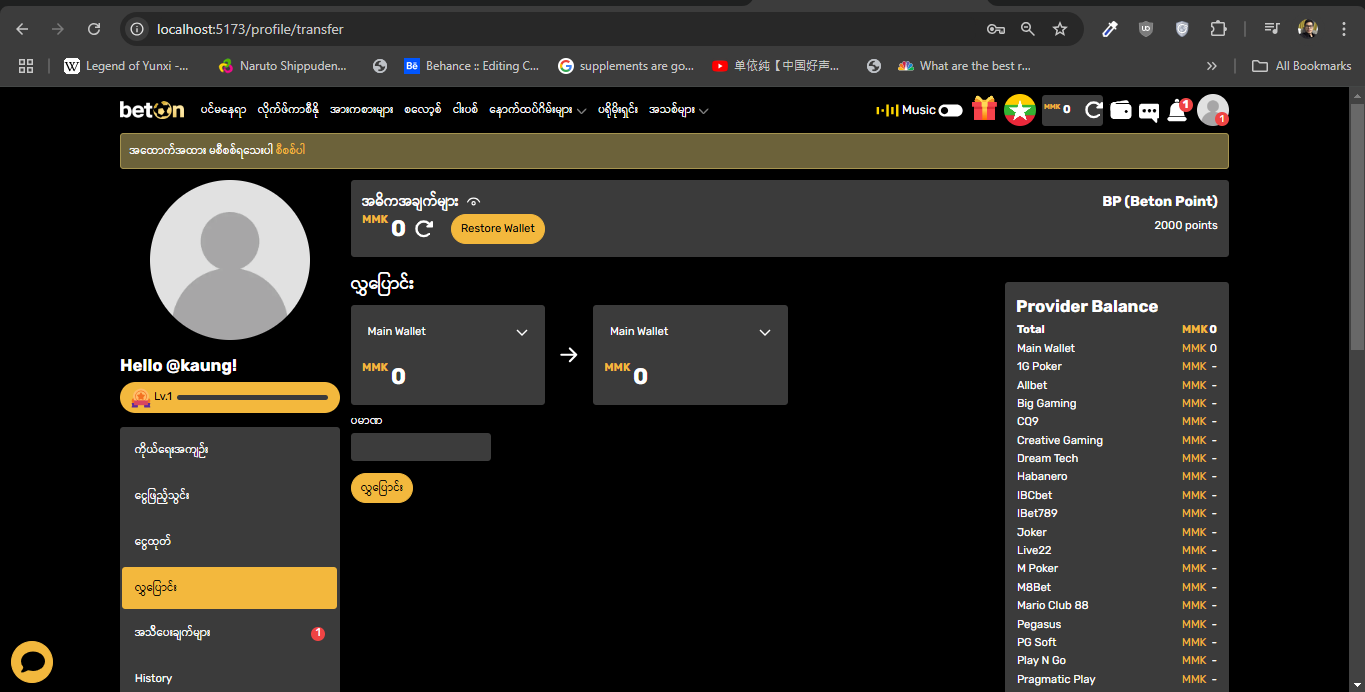 localhost:5173/profile/transfer
Legend of Yunxi -...
Naruto Shippuden...
Bē Behance :: Editing C...
supplements are go...
单依纯【中国好声...
What are the best r...
All Bookmarks
beton
ပင်မနေရာ လိုက်ဖ်ကာစီနို အားကစားများ စလော့စ် ငါးပစ် နောက်ထပ်ဂိမ်းများ ပရိုမိုးရှင်း အသစ်များ
Music
MMK 0
1
1
အထောက်အထား မစီစစ်ရသေးပါ စီစစ်ပါ
အဓိကအချက်များ
MMK 0
Restore Wallet
BP (Beton Point)
2000 points
Hello @kaung!
Lv.1
ကိုယ်ရေးအကျဉ်း
ငွေဖြည့်သွင်း
ငွေထုတ်
လွှဲပြောင်း
အသိပေးချက်များ 1
History
လွှဲပြောင်း
Main Wallet
MMK 0
Main Wallet
MMK 0
ပမာဏ
လွှဲပြောင်း
Provider Balance
Total MMK 0
Main Wallet MMK 0
1G Poker MMK -
Allbet MMK -
Big Gaming MMK -
CQ9 MMK -
Creative Gaming MMK -
Dream Tech MMK -
Habanero MMK -
IBCbet MMK -
IBet789 MMK -
Joker MMK -
Live22 MMK -
M Poker MMK -
M8Bet MMK -
Mario Club 88 MMK -
Pegasus MMK -
PG Soft MMK -
Play N Go MMK -
Pragmatic Play MMK -